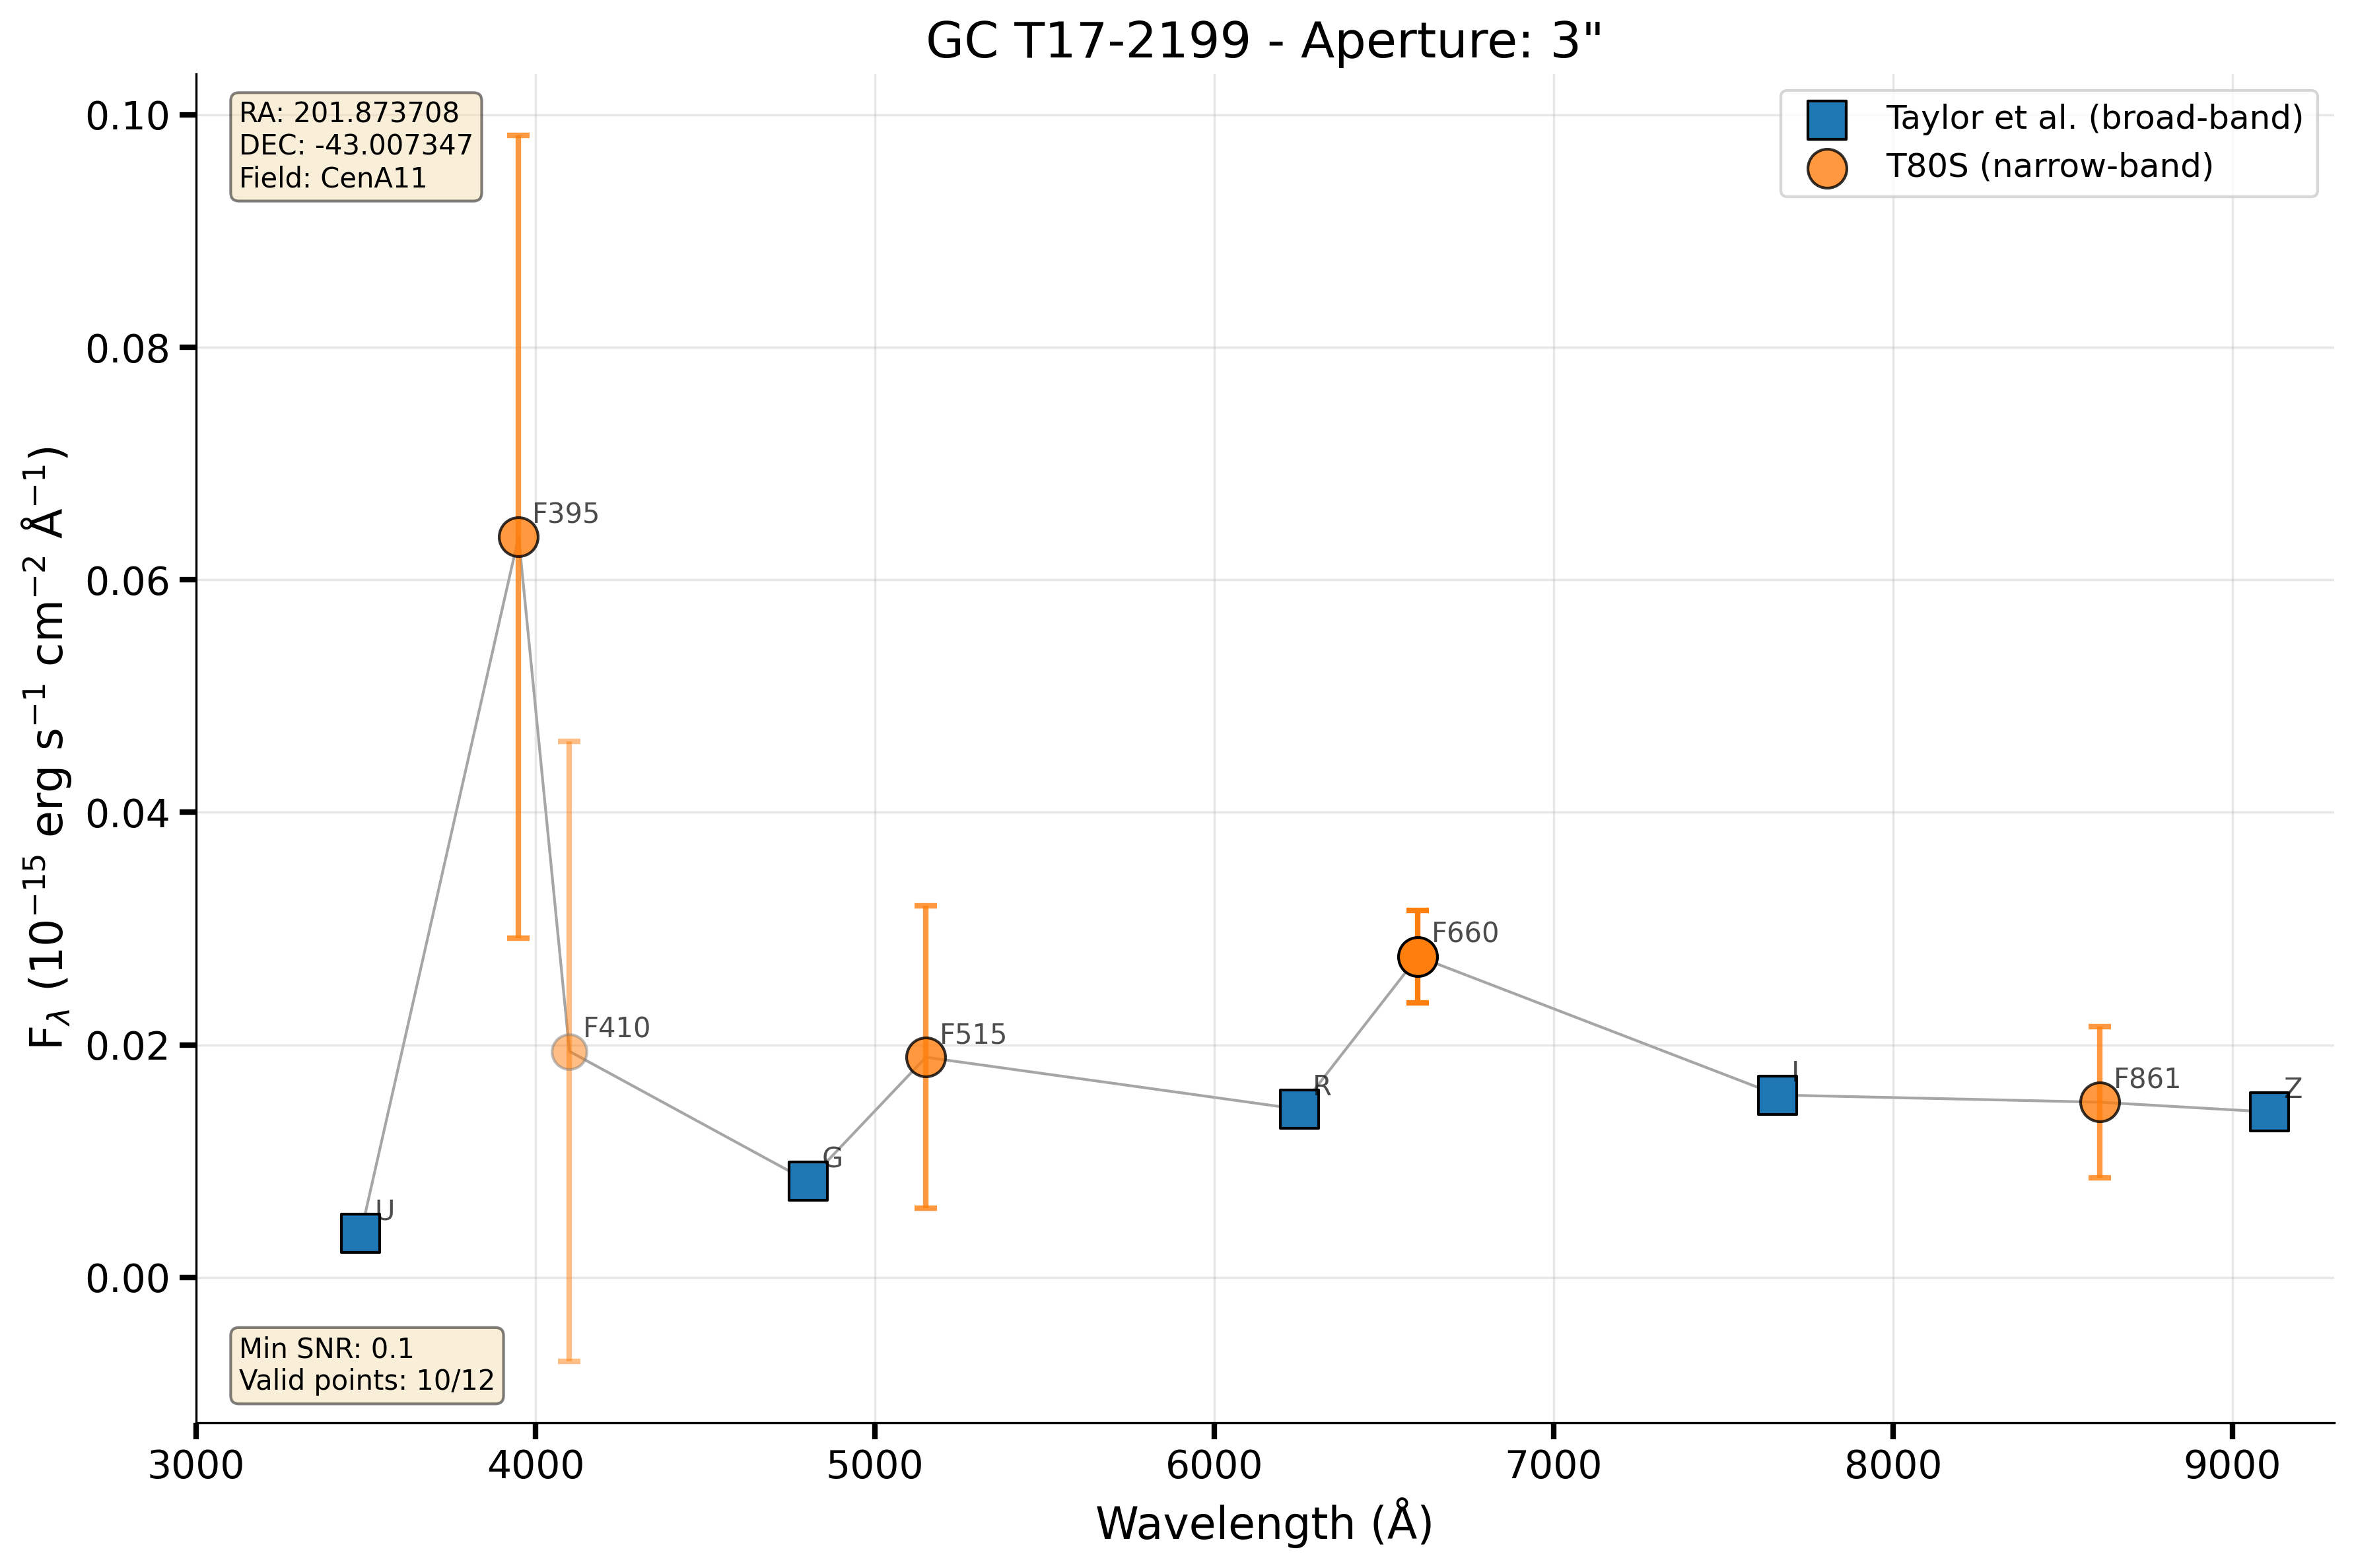 GC T17-2199 - Aperture: 3"
RA: 201.873708
DEC: -43.007347
Field: CenA11
Taylor et al. (broad-band)
T80S (narrow-band)
F$_λ$ (10$^{-15}$ erg s$^{-1}$ cm$^{-2}$ Å$^{-1}$)
0.10
0.08
0.06
0.04
0.02
0.00
U
F395
F410
G
F515
R
F660
I
F861
Z
Min SNR: 0.1
Valid points: 10/12
3000 4000 5000 6000 7000 8000 9000
Wavelength (Å)